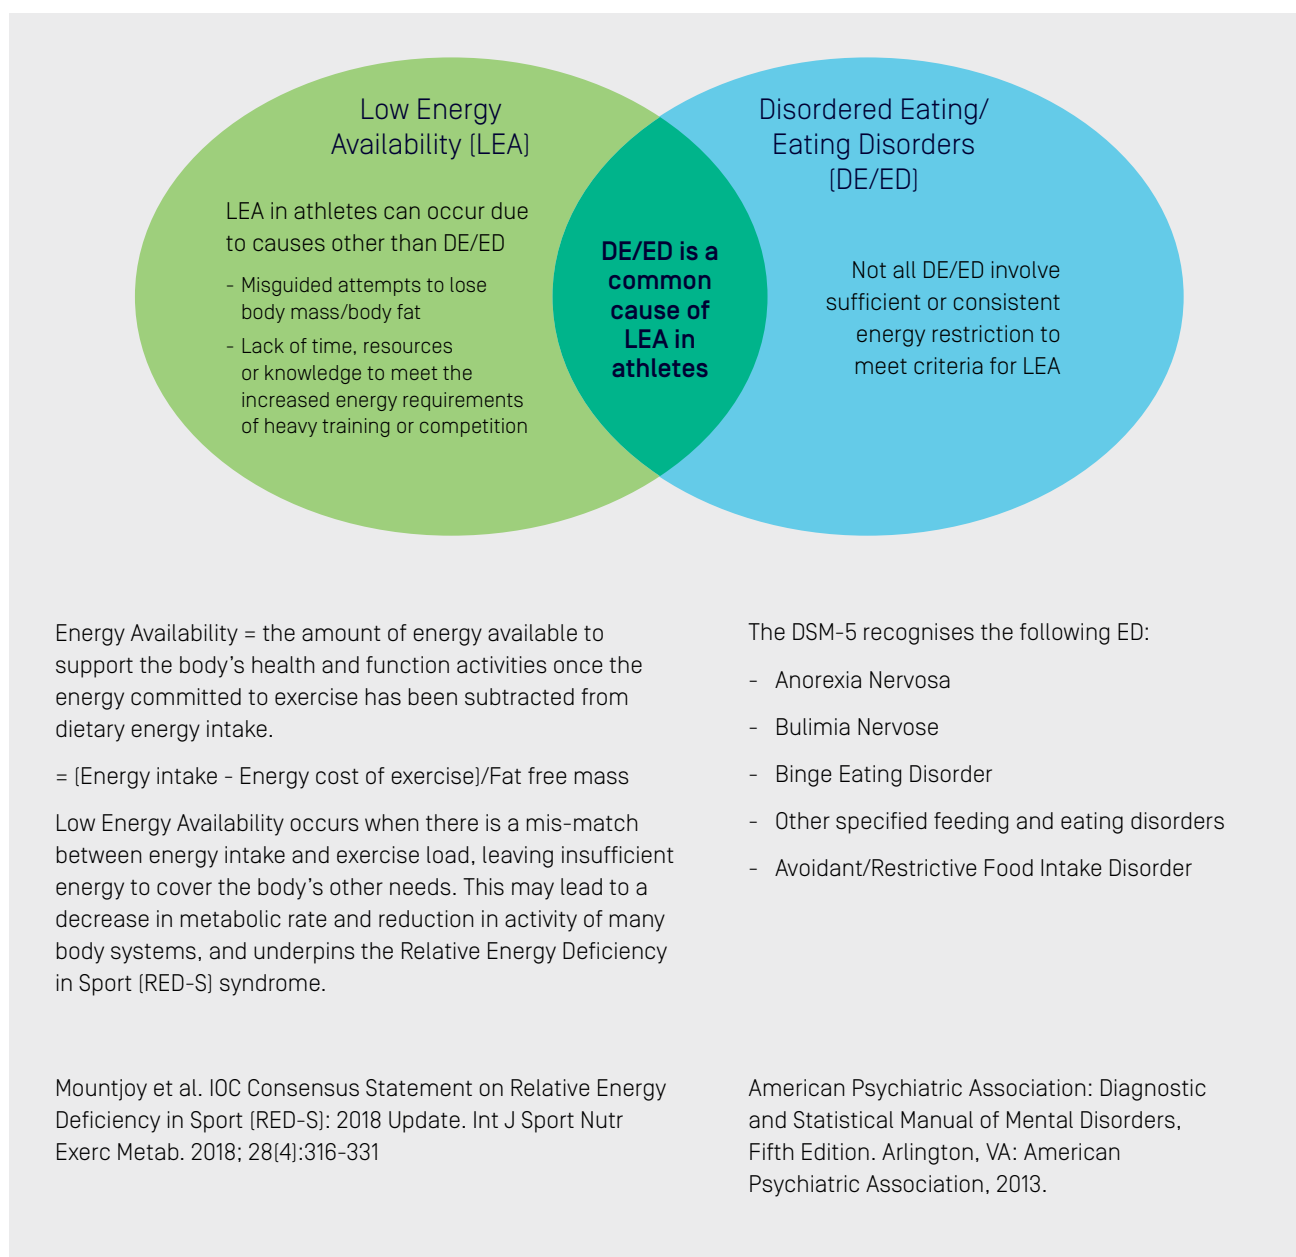 Low Energy
Availability (LEA)
LEA in athletes can occur due
to causes other than DE/ED
- Misguided attempts to lose
body mass/body fat
- Lack of time, resources
or knowledge to meet the
increased energy requirements
of heavy training or competition
DE/ED is a
common
cause of
LEA in
athletes
Disordered Eating/
Eating Disorders
(DE/ED)
Not all DE/ED involve
sufficient or consistent
energy restriction to
meet criteria for LEA
Energy Availability = the amount of energy available to
support the body's health and function activities once the
energy committed to exercise has been subtracted from
dietary energy intake.
= (Energy intake - Energy cost of exercise)/Fat free mass
Low Energy Availability occurs when there is a mis-match
between energy intake and exercise load, leaving insufficient
energy to cover the body's other needs. This may lead to a
decrease in metabolic rate and reduction in activity of many
body systems, and underpins the Relative Energy Deficiency
in Sport (RED-S) syndrome.
The DSM-5 recognises the following ED:
- Anorexia Nervosa
- Bulimia Nervose
- Binge Eating Disorder
- Other specified feeding and eating disorders
- Avoidant/Restrictive Food Intake Disorder
Mountjoy et al. IOC Consensus Statement on Relative Energy
Deficiency in Sport (RED-S): 2018 Update. Int J Sport Nutr
Exerc Metab. 2018; 28(4):316-331
American Psychiatric Association: Diagnostic
and Statistical Manual of Mental Disorders,
Fifth Edition. Arlington, VA: American
Psychiatric Association, 2013.